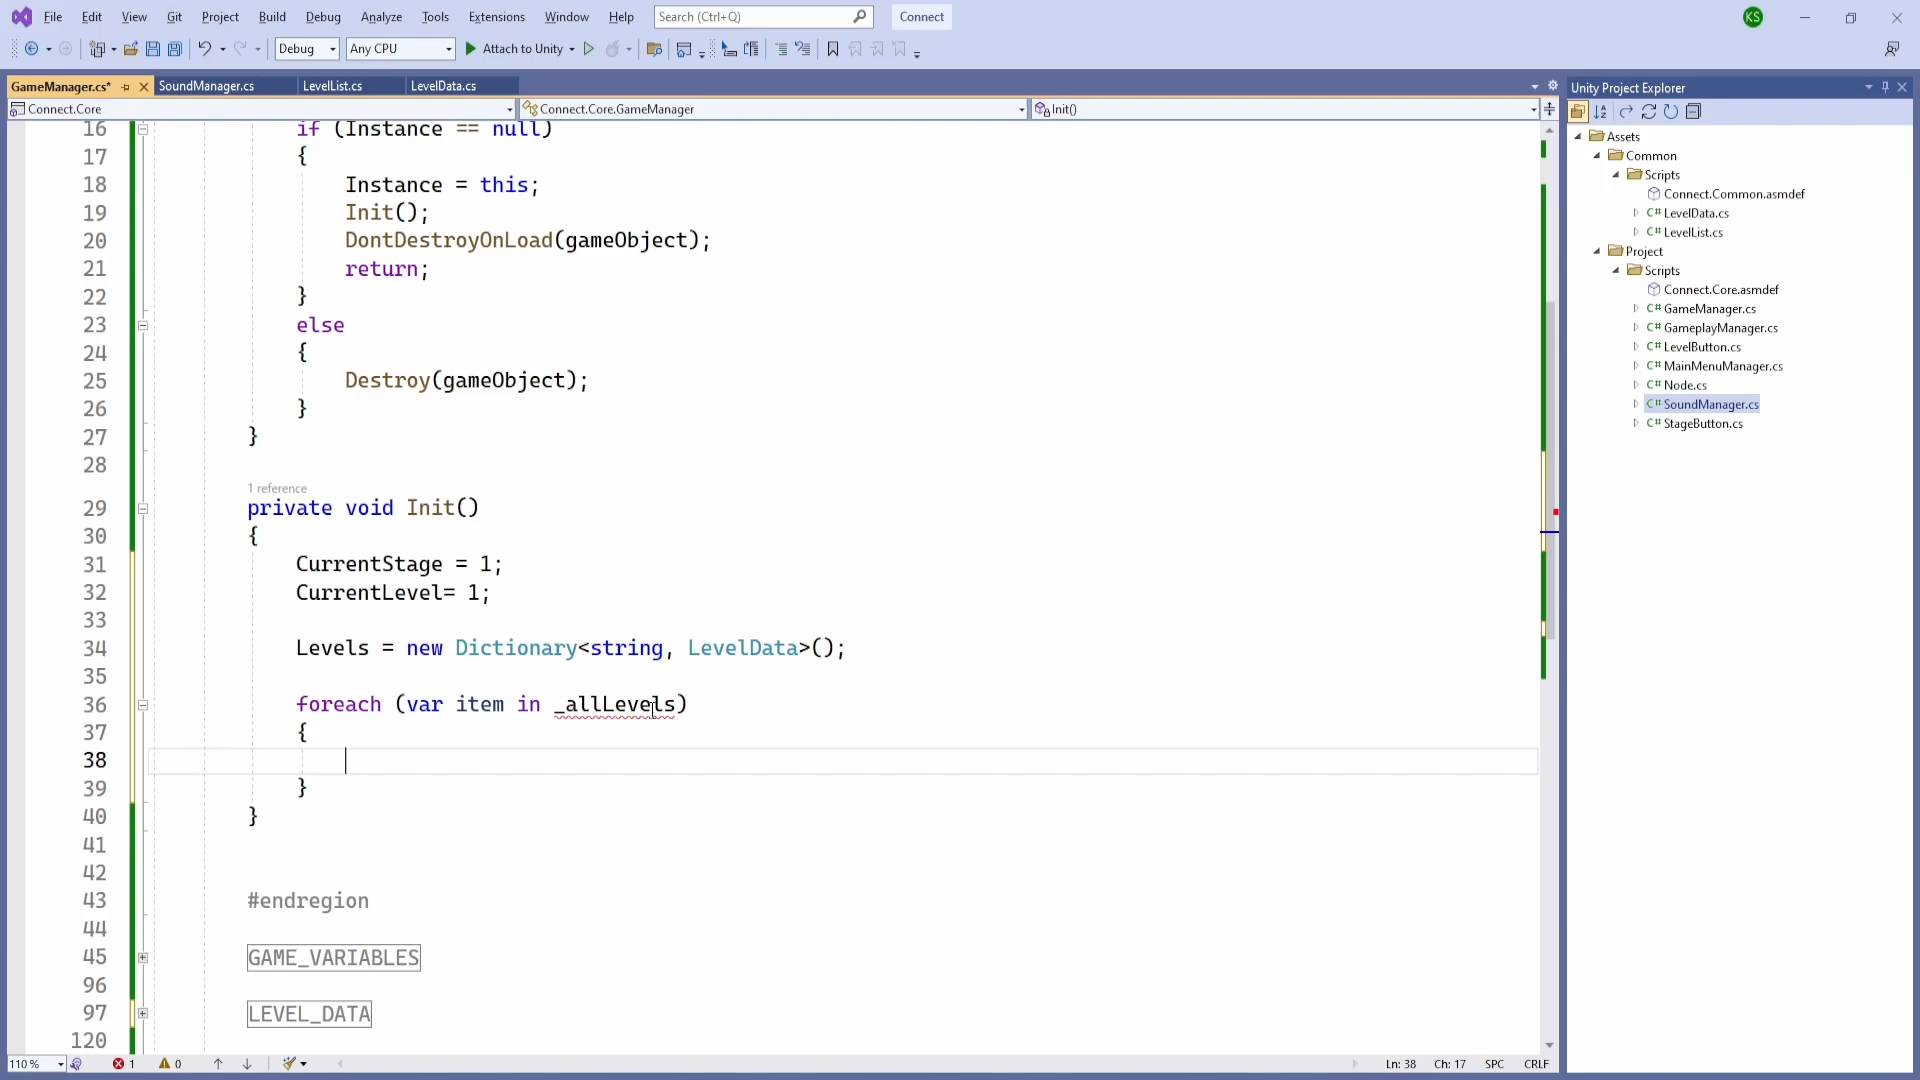 File Edit View Git Project Build Debug Analyze Tools Extensions Window Help Search (Ctrl+Q) Connect KS
Debug Any CPU Attach to Unity
GameManager.cs* SoundManager.cs LevelList.cs LevelData.cs
Connect.Core Connect.Core.GameManager Init()
16 if (Instance == null)
17 {
18 Instance = this;
19 Init();
20 DontDestroyOnLoad(gameObject);
21 return;
22 }
23 else
24 {
25 Destroy(gameObject);
26 }
27 }
28
1 reference
29 private void Init()
30 {
31 CurrentStage = 1;
32 CurrentLevel= 1;
33
34 Levels = new Dictionary<string, LevelData>();
35
36 foreach (var item in _allLevels)
37 {
38
39 }
40 }
41
42
43 #endregion
44
45 GAME_VARIABLES
96
97 LEVEL_DATA
120
110 % 1 0 Ln: 38 Ch: 17 SPC CRLF
Unity Project Explorer
Assets
Common
Scripts
Connect.Common.asmdef
C# LevelData.cs
C# LevelList.cs
Project
Scripts
Connect.Core.asmdef
C# GameManager.cs
C# GameplayManager.cs
C# LevelButton.cs
C# MainMenuManager.cs
C# Node.cs
C# SoundManager.cs
C# StageButton.cs